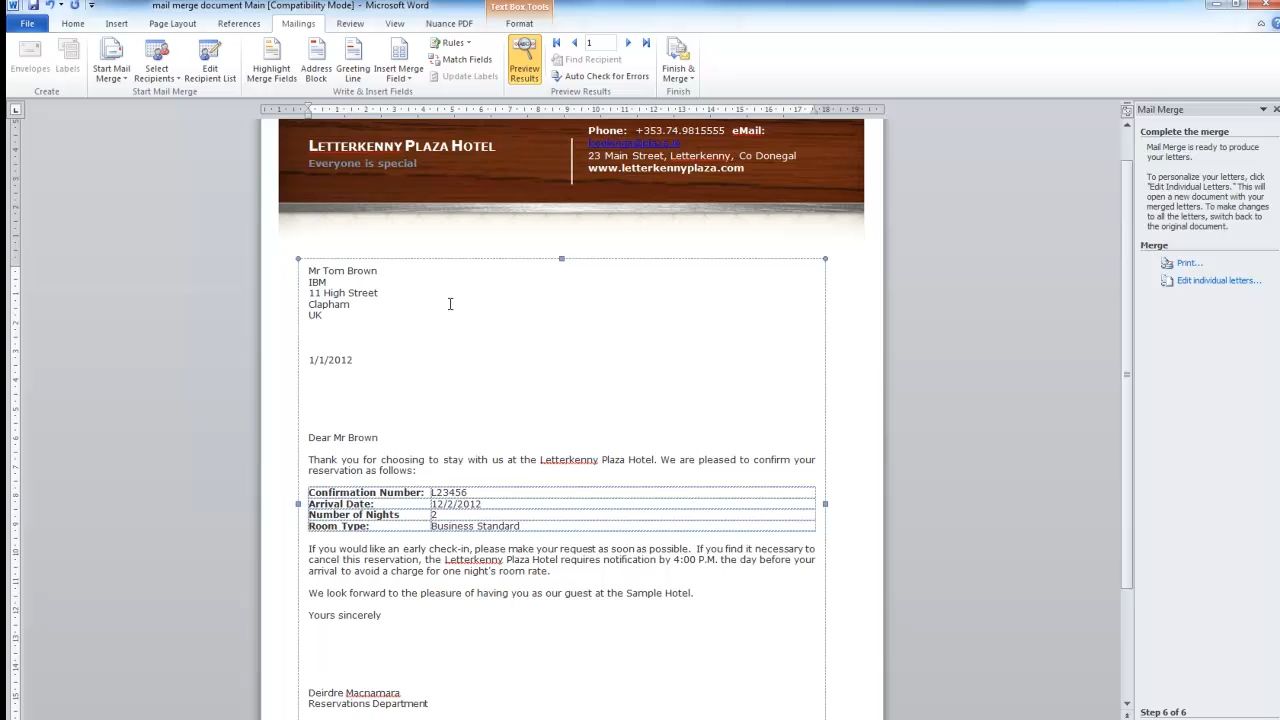 mail merge document Main [Compatibility Mode] - Microsoft Word
Text Box Tools
File Home Insert Page Layout References Mailings Review View Nuance PDF Format
Envelopes Labels
Create
Start Mail Merge
Select Recipients
Edit Recipient List
Start Mail Merge
Highlight Merge Fields
Address Block
Greeting Line
Insert Merge Field
Rules
Match Fields
Update Labels
Write & Insert Fields
Preview Results
1
Find Recipient
Auto Check for Errors
Preview Results
Finish & Merge
Finish
LETTERKENNY PLAZA HOTEL
Everyone is special
Phone: +353.74.9815555 eMail:
23 Main Street, Letterkenny, Co Donegal
www.letterkennyplaza.com
Mr Tom Brown
IBM
11 High Street
Clapham
UK
1/1/2012
Dear Mr Brown
Thank you for choosing to stay with us at the Letterkenny Plaza Hotel. We are pleased to confirm your
reservation as follows:
Confirmation Number: L23456
Arrival Date: 12/2/2012
Number of Nights 2
Room Type: Business Standard
If you would like an early check-in, please make your request as soon as possible. If you find it necessary to
cancel this reservation, the Letterkenny Plaza Hotel requires notification by 4:00 P.M. the day before your
arrival to avoid a charge for one night's room rate.
We look forward to the pleasure of having you as our guest at the Sample Hotel.
Yours sincerely
Deirdre Macnamara
Reservations Department
Mail Merge
Complete the merge
Mail Merge is ready to produce
your letters.
To personalize your letters, click
"Edit Individual Letters." This will
open a new document with your
merged letters. To make changes
to all the letters, switch back to
the original document.
Merge
Print...
Edit individual letters...
Step 6 of 6